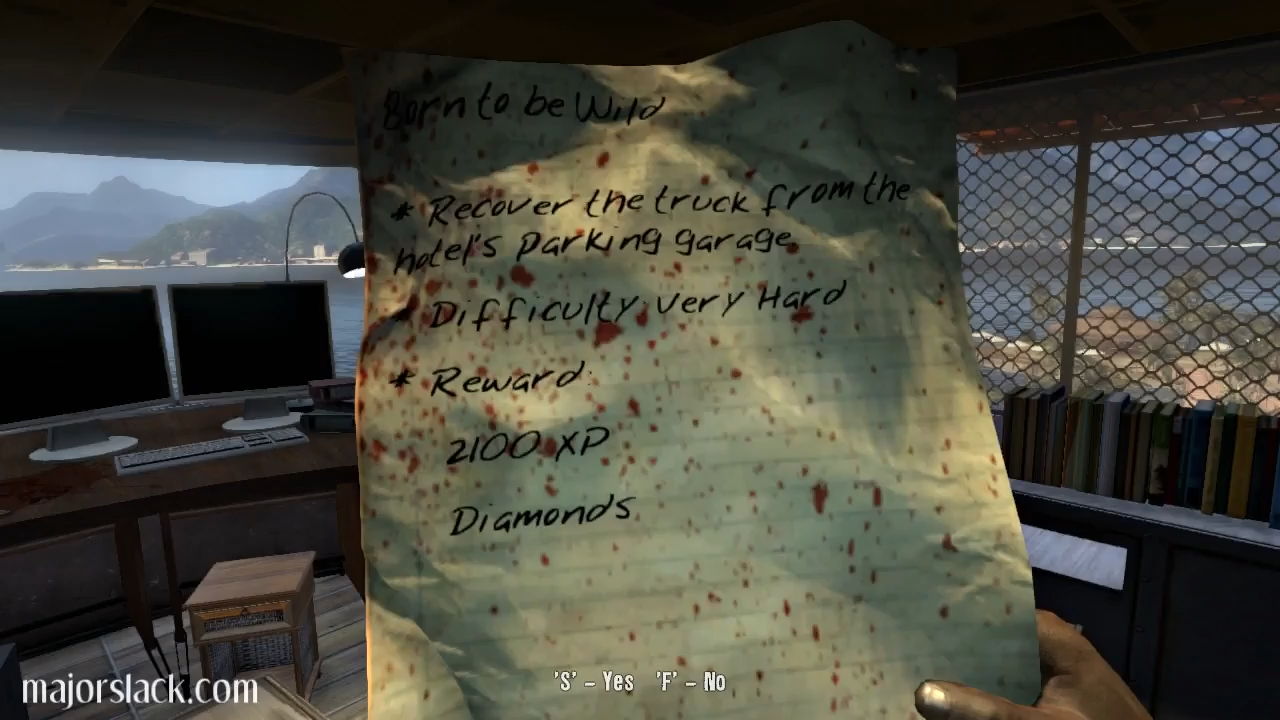 Born to be Wild
* Recover the truck from the
hotel's parking garage
* Difficulty: very Hard
* Reward:
2100 XP
Diamonds
'S' – Yes 'F' – No
majorslack.com